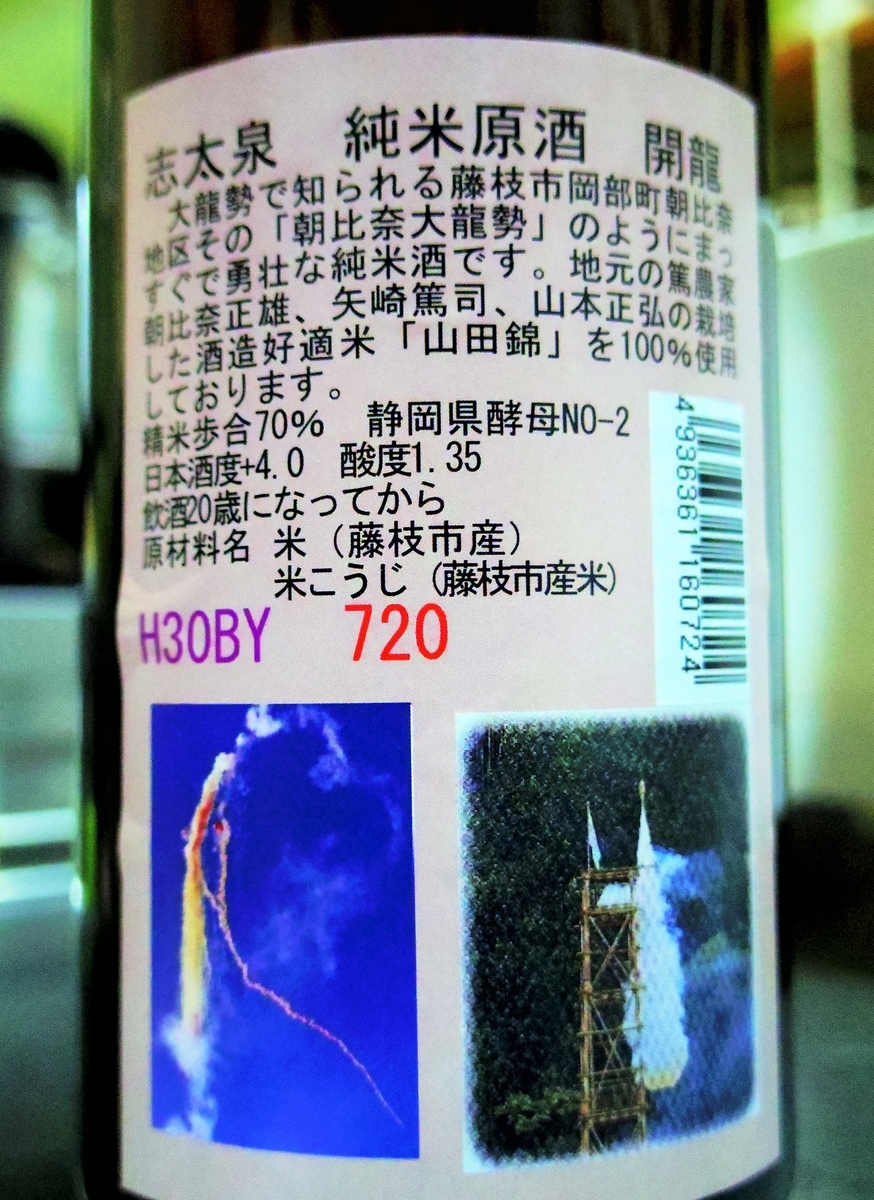 志太泉　純米原酒　開龍
大龍勢で知られる藤枝市岡部町朝比奈
地区その「朝比奈大龍勢」のようにまっ
すぐで勇壮な純米酒です。地元の篤農家
朝比奈正雄、矢崎篤司、山本正弘の栽培
した酒造好適米「山田錦」を100%使用
しております。
精米歩合70%　静岡県酵母NO-2
日本酒度+4.0　酸度1.35
飲酒20歳になってから
原材料名 米（藤枝市産）
米こうじ（藤枝市産米）
H30BY 720
4 936361 160724